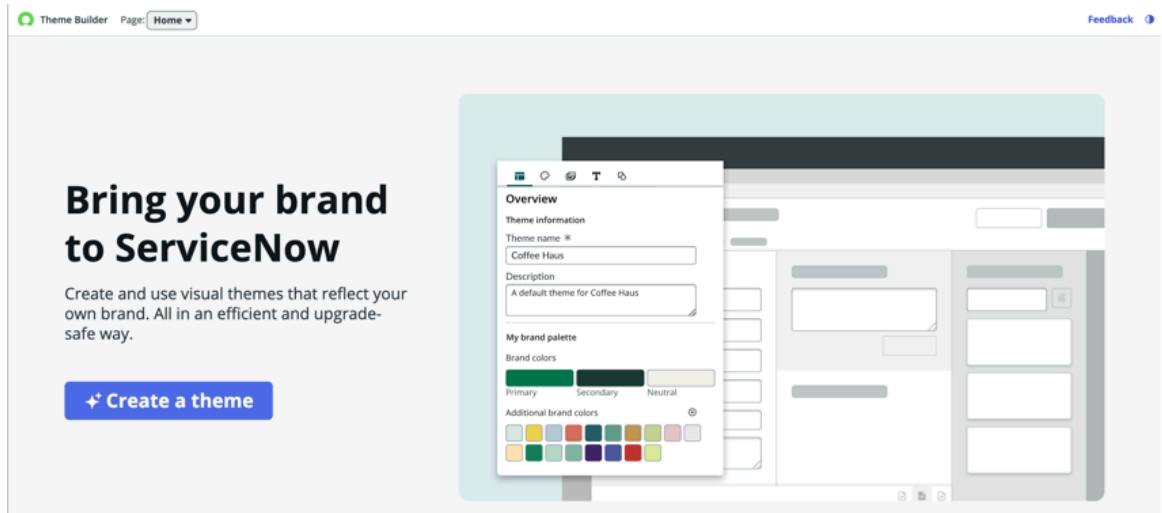 Theme Builder Page: Home
Feedback
Bring your brand
to ServiceNow
Create and use visual themes that reflect your
own brand. All in an efficient and upgrade-
safe way.
Create a theme
Overview
Theme information
Theme name *
Coffee Haus
Description
A default theme for Coffee Haus
My brand palette
Brand colors
Primary Secondary Neutral
Additional brand colors